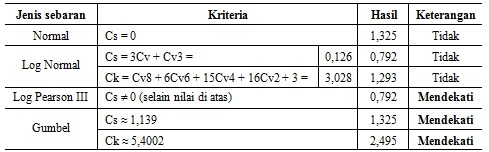 Jenis sebaran Kriteria Hasil Keterangan
Normal Cs = 0 1,325 Tidak
Log Normal Cs = 3Cv + Cv3 = 0,126 0,792 Tidak
Ck = Cv8 + 6Cv6 + 15Cv4 + 16Cv2 + 3 = 3,028 1,293 Tidak
Log Pearson III Cs ≠ 0 (selain nilai di atas) 0,792 Mendekati
Gumbel Cs ≈ 1,139 1,325 Mendekati
Ck ≈ 5,4002 2,495 Mendekati